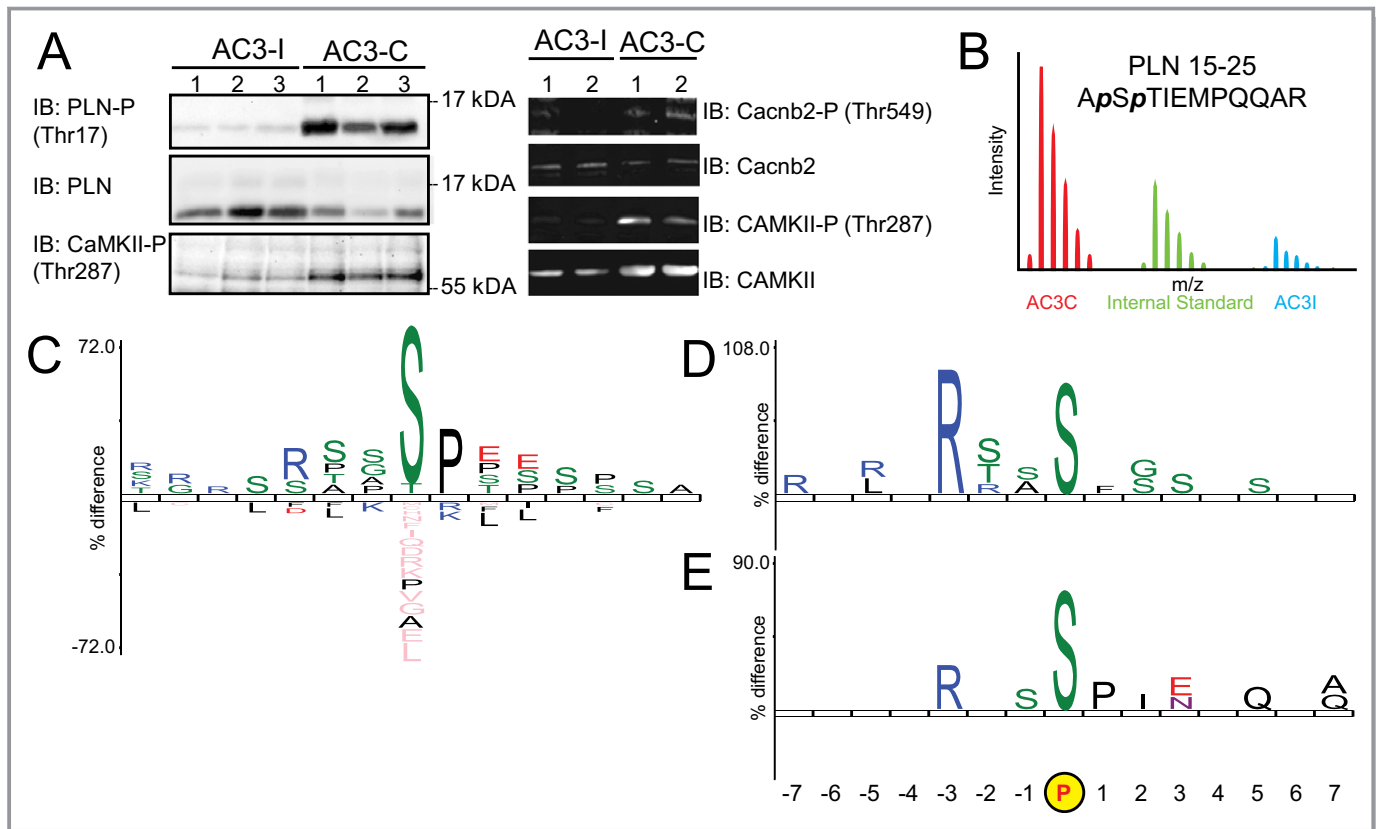 A
AC3-I AC3-C
1 2 3 1 2 3
IB: PLN-P
(Thr17)
17 kDA
IB: PLN
17 kDA
IB: CaMKII-P
(Thr287)
55 kDA
AC3-I AC3-C
1 2 1 2
IB: Cacnb2-P (Thr549)
IB: Cacnb2
IB: CAMKII-P (Thr287)
IB: CAMKII
B
PLN 15-25
ApSpTIEMPQQAR
Intensity
m/z
AC3C Internal Standard AC3I
C
72.0
% difference
-72.0
D
108.0
% difference
E
90.0
% difference
-7 -6 -5 -4 -3 -2 -1 P 1 2 3 4 5 6 7